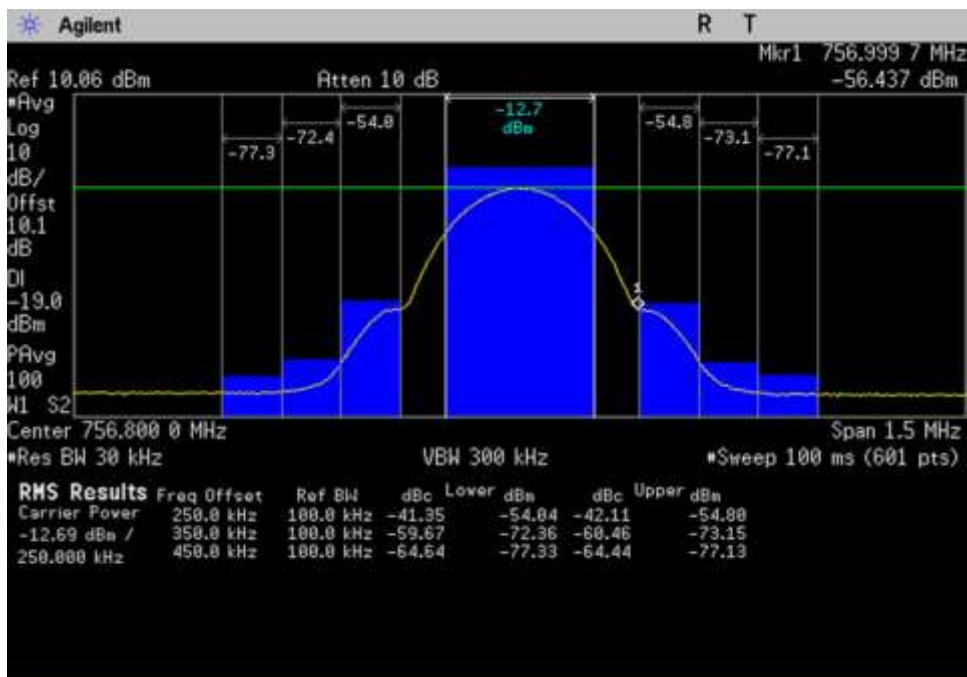 Agilent R T
Mkr1 756.999 7 MHz
Ref 10.06 dBm Atten 10 dB -56.437 dBm
#Avg
Log
10
dB/
Offst
10.1
dB
DI
-19.0
dBm
PAvg
100
W1 S2
-77.3 -72.4 -54.0 -12.7 dBm -54.8 -73.1 -77.1
1
Center 756.800 0 MHz Span 1.5 MHz
#Res BW 30 kHz VBW 300 kHz #Sweep 100 ms (601 pts)
RMS Results Freq Offset Ref BW dBc Lower dBm dBc Upper dBm
Carrier Power 250.0 kHz 100.0 kHz -41.35 -54.04 -42.11 -54.80
-12.69 dBm / 350.0 kHz 100.0 kHz -59.67 -72.36 -60.46 -73.15
250.000 kHz 450.0 kHz 100.0 kHz -64.64 -77.33 -64.44 -77.13